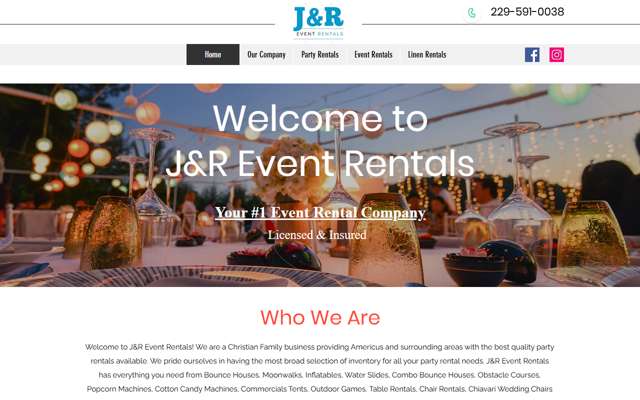 J&R
EVENT RENTALS
229-591-0038
Home
Our Company
Party Rentals
Event Rentals
Linen Rentals
Welcome to
J&R Event Rentals
Your #1 Event Rental Company
Licensed & Insured
Who We Are
Welcome to J&R Event Rentals! We are a Christian Family business providing Americus and surrounding areas with the best quality party
rentals available. We pride ourselves in having the most broad selection of inventory for all your party rental needs. J&R Event Rentals
has everything you need from Bounce Houses, Moonwalks, Inflatables, Water Slides, Combo Bounce Houses, Obstacle Courses,
Popcorn Machines, Cotton Candy Machines, Commercials Tents, Outdoor Games, Table Rentals, Chair Rentals, Chiavari Wedding Chairs